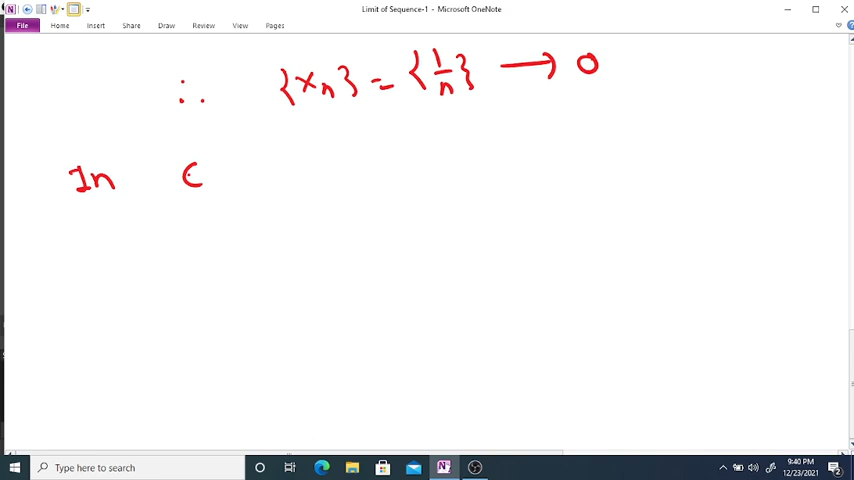 Limit of Sequence-1 - Microsoft OneNote
File Home Insert Share Draw Review View Pages
∴ {xₙ} = {1/n} → 0
In C
Type here to search
9:40 PM
12/23/2021
2